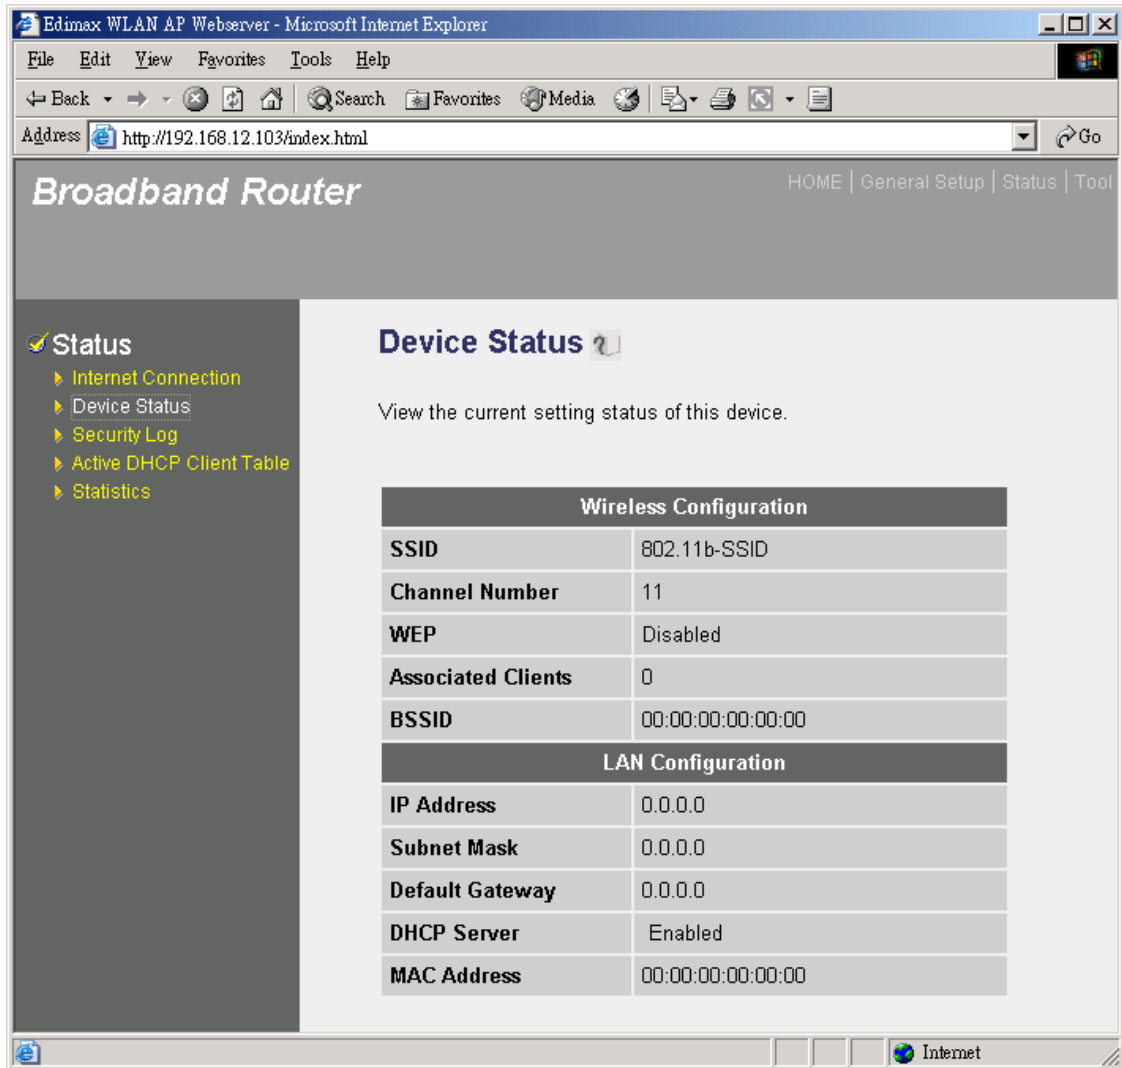 Edimax WLAN AP Webserver - Microsoft Internet Explorer
File Edit View Favorites Tools Help
Back Search Favorites Media
Address http://192.168.12.103/index.html Go
Broadband Router
HOME | General Setup | Status | Tool
Status
Internet Connection
Device Status
Security Log
Active DHCP Client Table
Statistics
Device Status
View the current setting status of this device.
Wireless Configuration
SSID 802.11b-SSID
Channel Number 11
WEP Disabled
Associated Clients 0
BSSID 00:00:00:00:00:00
LAN Configuration
IP Address 0.0.0.0
Subnet Mask 0.0.0.0
Default Gateway 0.0.0.0
DHCP Server Enabled
MAC Address 00:00:00:00:00:00
Internet